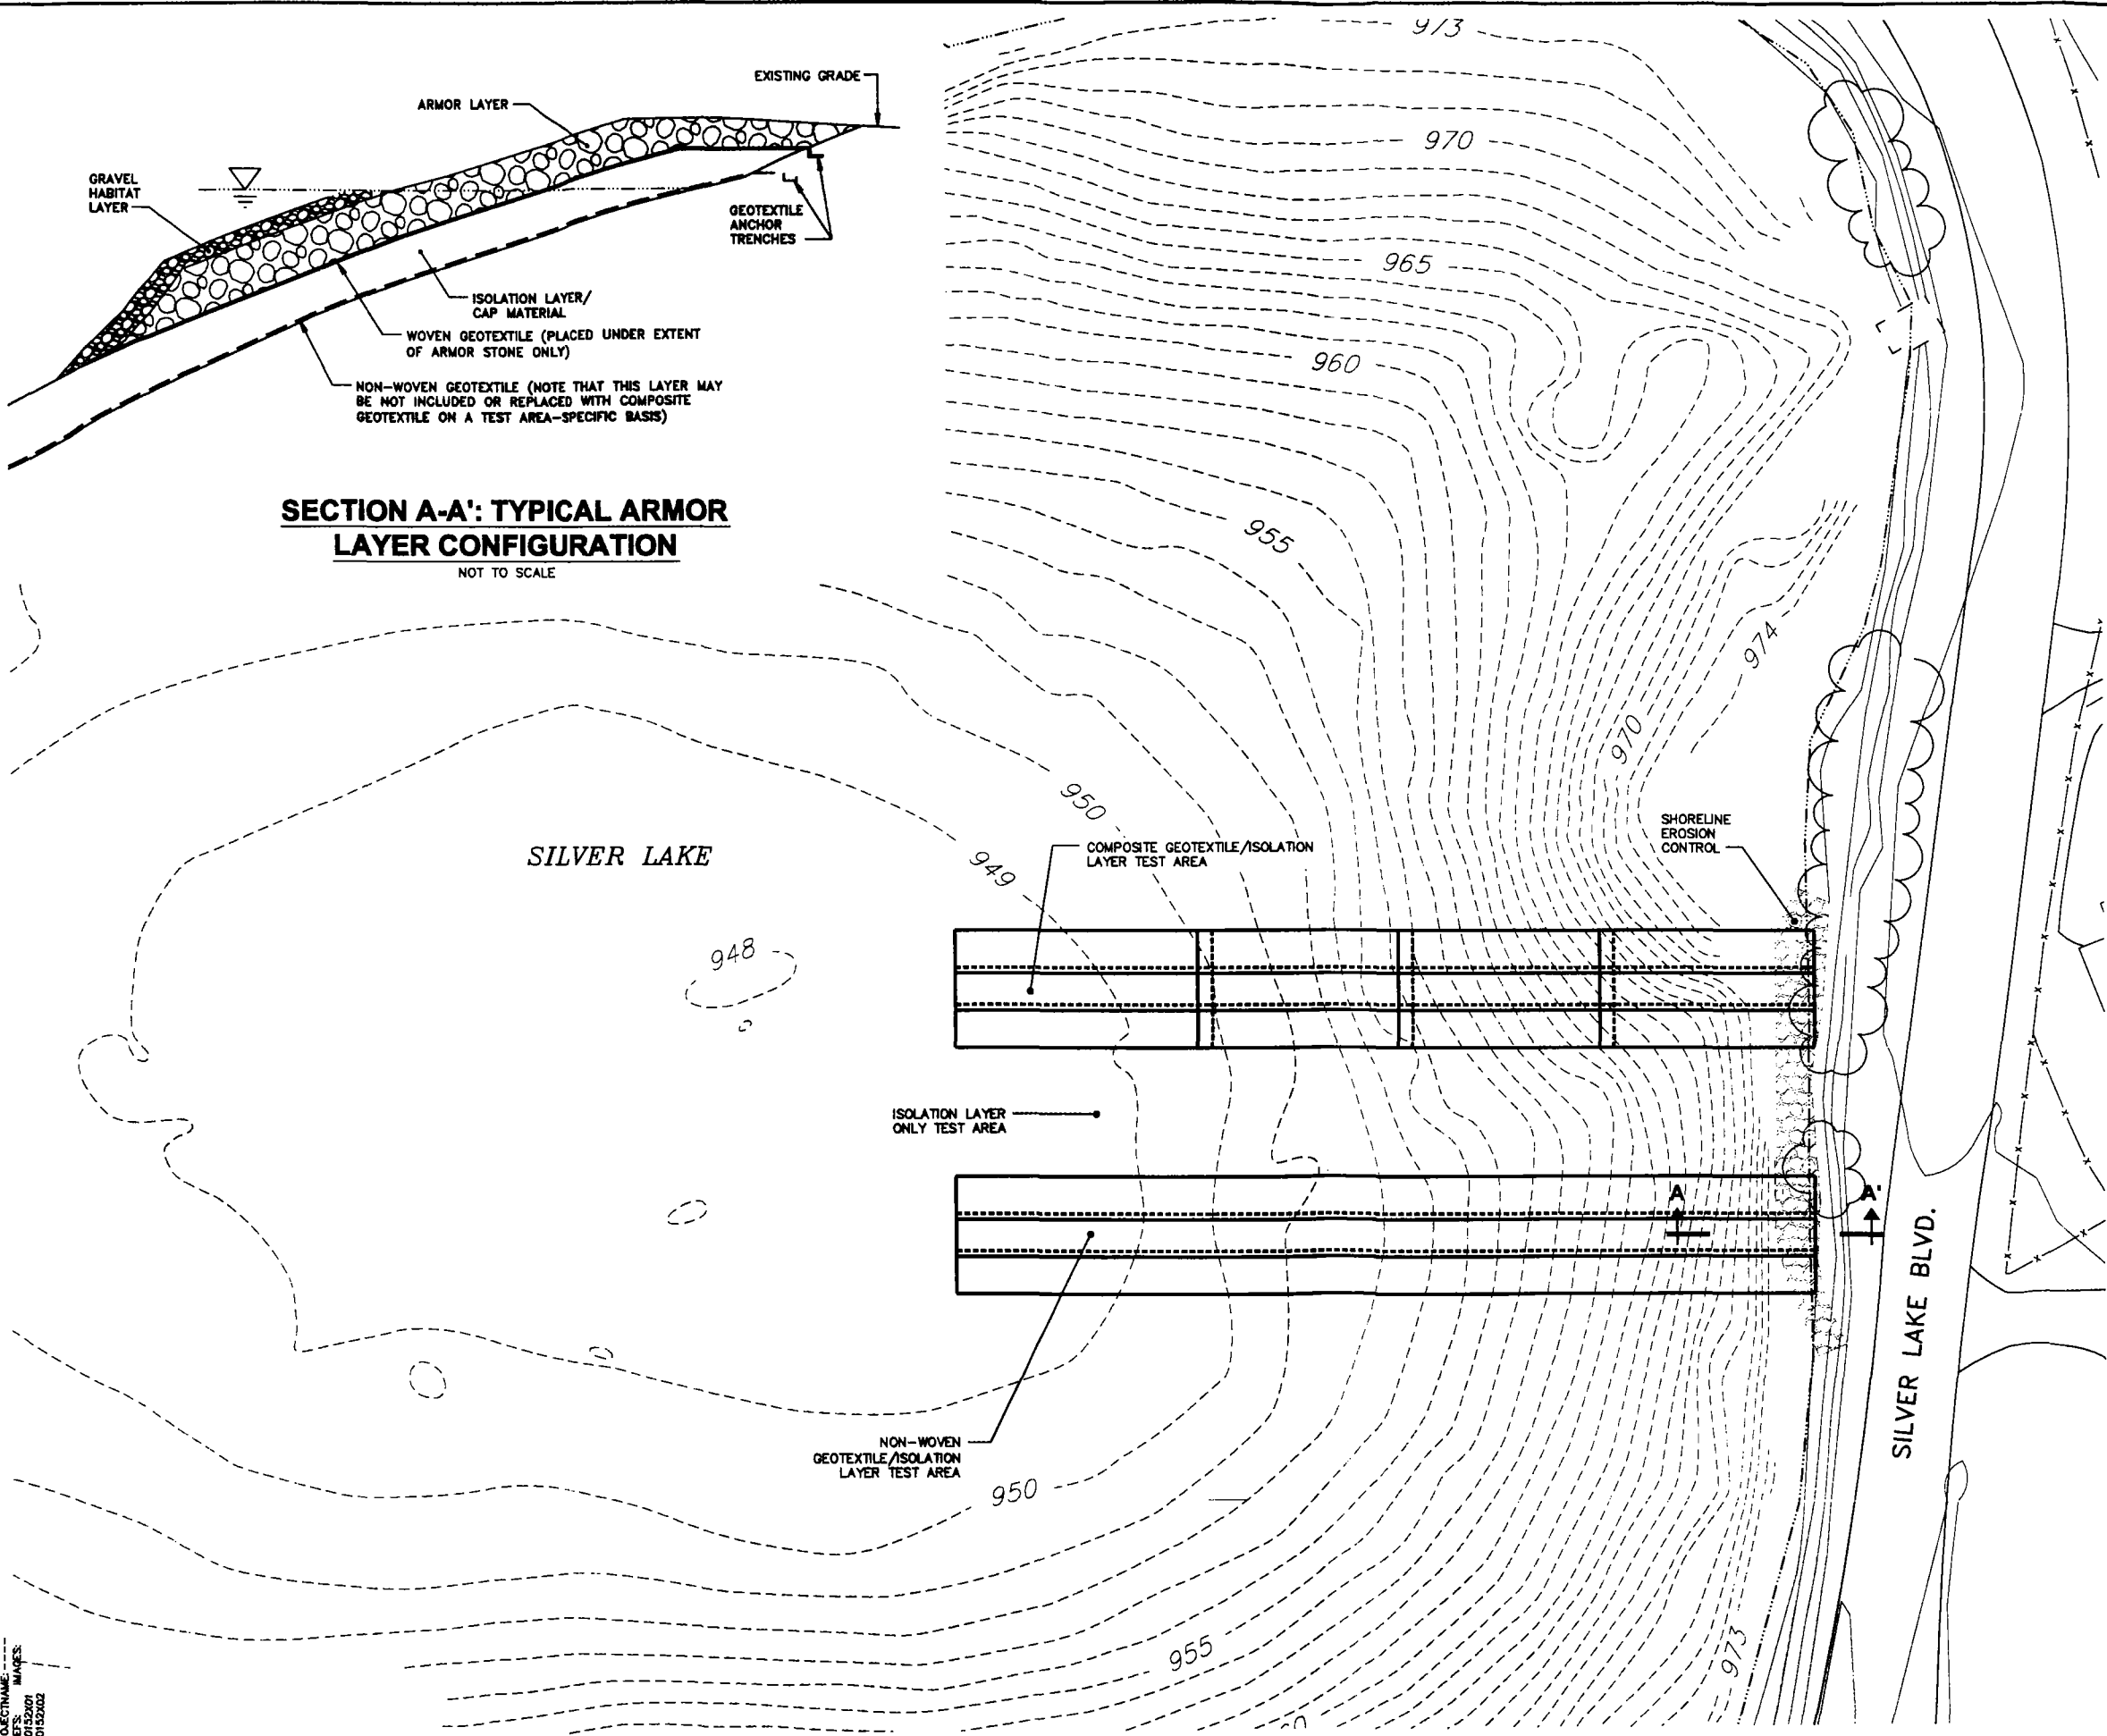 EXISTING GRADE
ARMOR LAYER
GRAVEL
HABITAT
LAYER
GEOTEXTILE
ANCHOR
TRENCHES
ISOLATION LAYER/
CAP MATERIAL
WOVEN GEOTEXTILE (PLACED UNDER EXTENT
OF ARMOR STONE ONLY)
NON-WOVEN GEOTEXTILE (NOTE THAT THIS LAYER MAY
BE NOT INCLUDED OR REPLACED WITH COMPOSITE
GEOTEXTILE ON A TEST AREA-SPECIFIC BASIS)
SECTION A-A': TYPICAL ARMOR
LAYER CONFIGURATION
NOT TO SCALE
973
970
965
960
955
974
970
950
949
948
SILVER LAKE
COMPOSITE GEOTEXTILE/ISOLATION
LAYER TEST AREA
SHORELINE
EROSION
CONTROL
ISOLATION LAYER
ONLY TEST AREA
A
A'
NON-WOVEN
GEOTEXTILE/ISOLATION
LAYER TEST AREA
SILVER LAKE BLVD.
950
955
973
IMAGES: